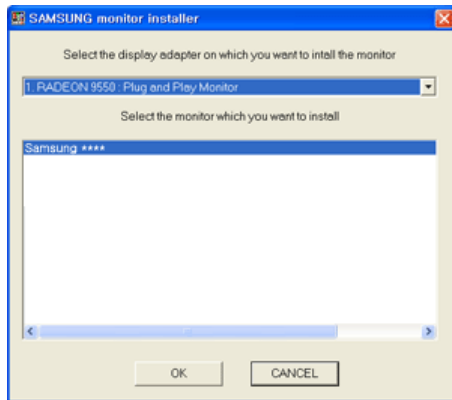 SAMSUNG monitor installer
Select the display adapter on which you want to intall the monitor
1. RADEON 9550 : Plug and Play Monitor
Select the monitor which you want to install
Samsung ****
OK
CANCEL